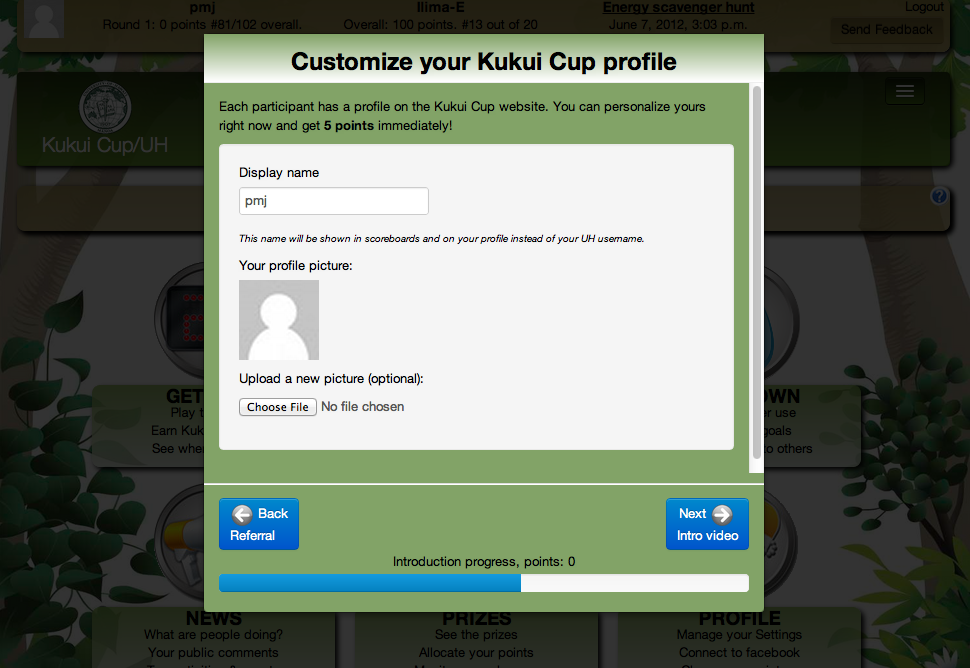 pmj
Round 1: 0 points #81/102 overall.
Ilima-E
Overall: 100 points. #13 out of 20
Energy scavenger hunt
June 7, 2012, 3:03 p.m.
Logout
Send Feedback
Kukui Cup/UH
Customize your Kukui Cup profile
Each participant has a profile on the Kukui Cup website. You can personalize yours
right now and get 5 points immediately!
Display name
pmj
This name will be shown in scoreboards and on your profile instead of your UH username.
Your profile picture:
Upload a new picture (optional):
Choose File No file chosen
Back
Referral
Next
Intro video
Introduction progress, points: 0
GET
Play
Earn Kuk
See whe
OWN
use
goals
to others
NEWS
What are people doing?
Your public comments
PRIZES
See the prizes
Allocate your points
PROFILE
Manage your Settings
Connect to facebook